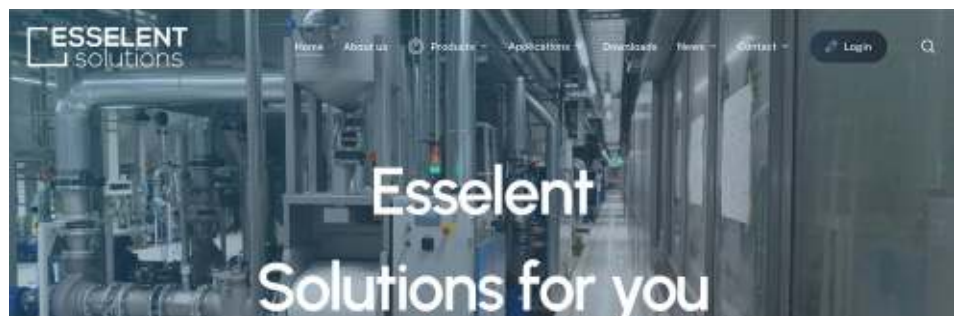 ESSELENT
solutions
Home About us Products Applications Downloads News Contact Login
Esselent
Solutions for you